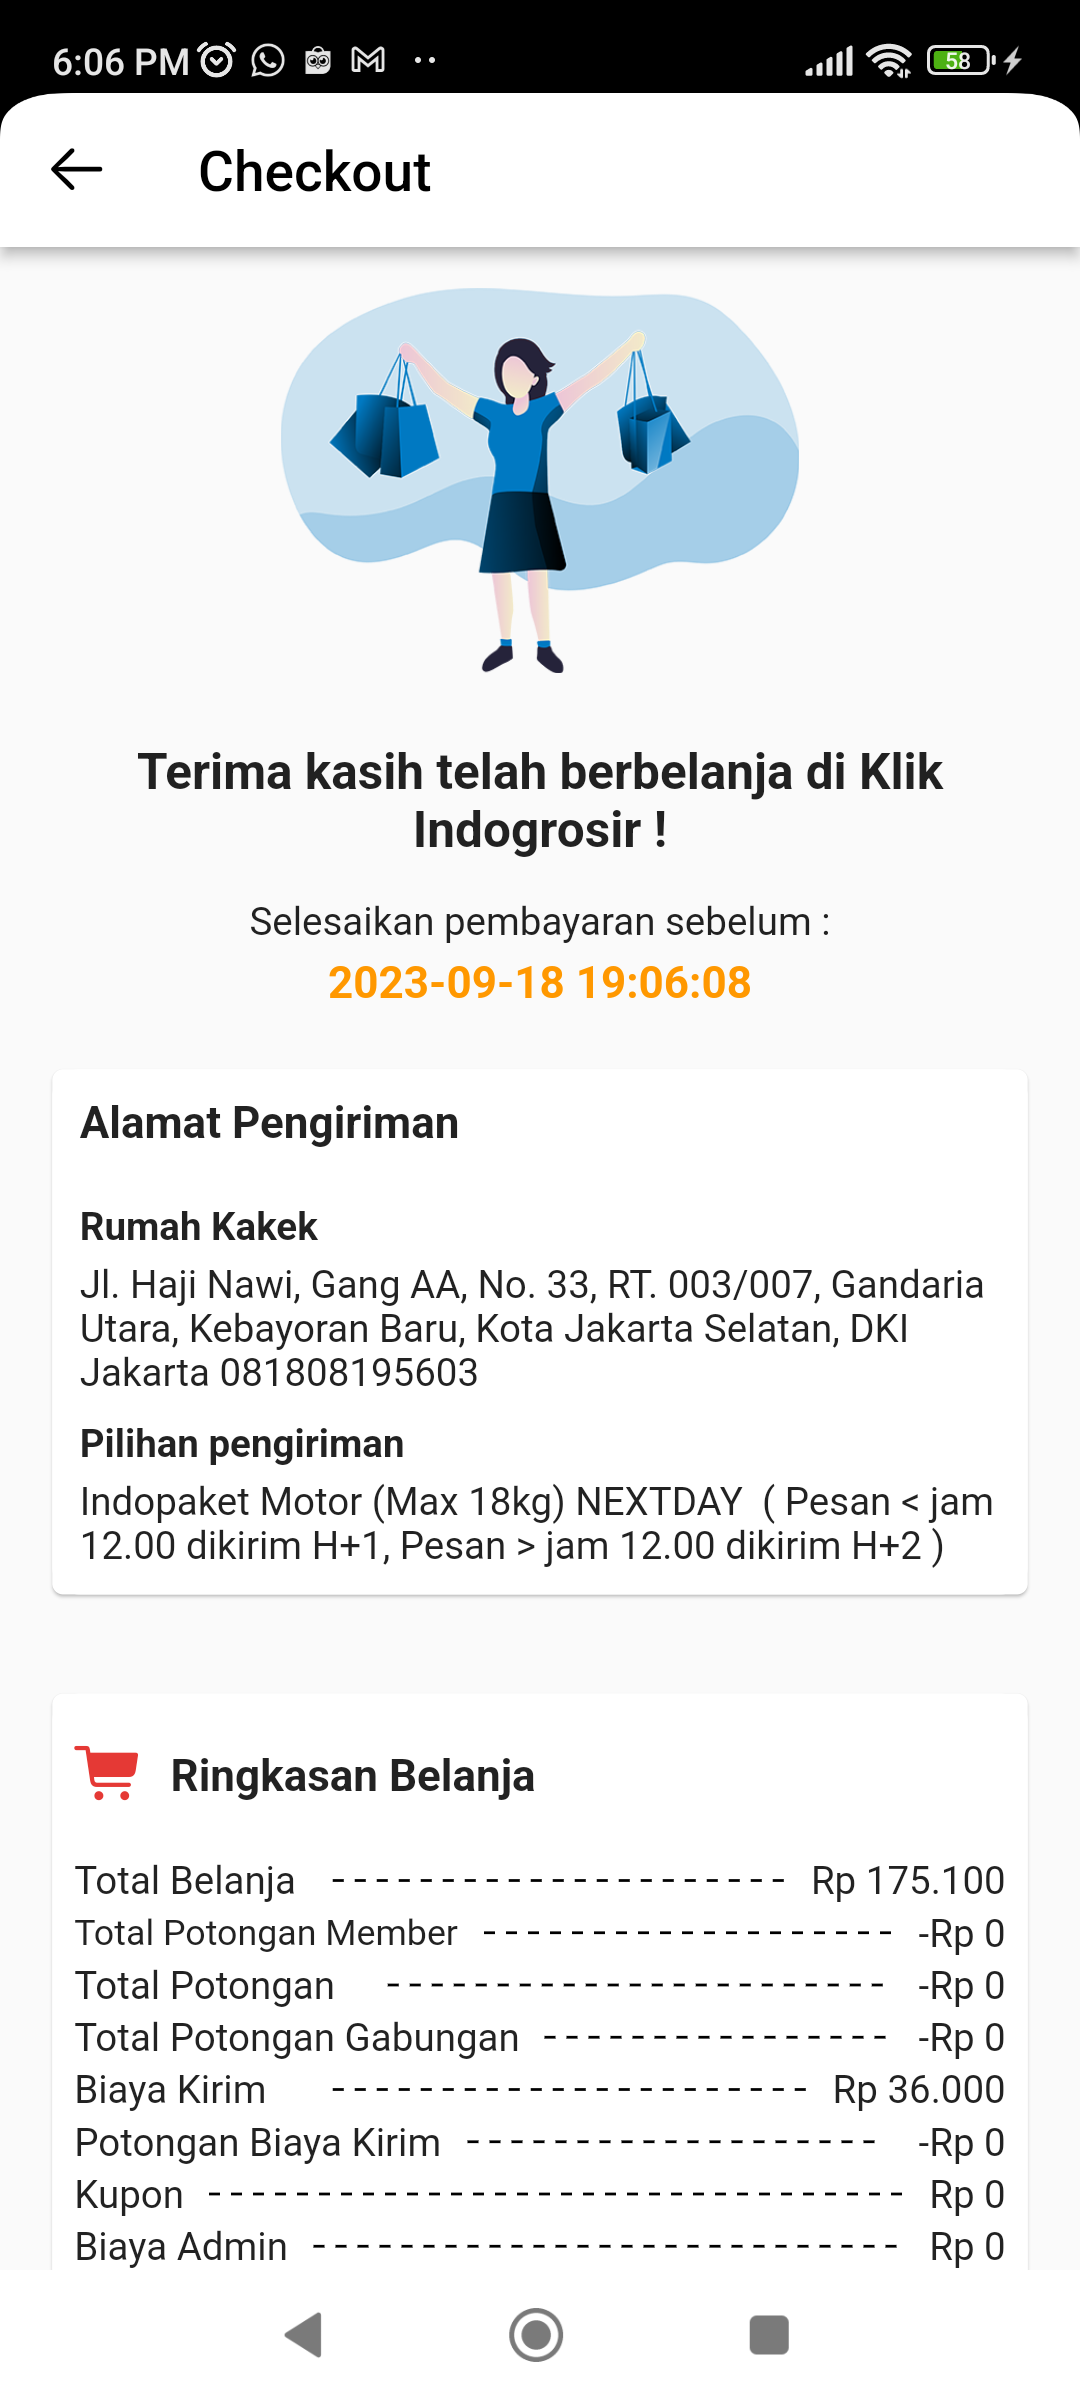 6:06 PM
58
Checkout
Terima kasih telah berbelanja di Klik
Indogrosir !
Selesaikan pembayaran sebelum :
2023-09-18 19:06:08
Alamat Pengiriman
Rumah Kakek
Jl. Haji Nawi, Gang AA, No. 33, RT. 003/007, Gandaria
Utara, Kebayoran Baru, Kota Jakarta Selatan, DKI
Jakarta 081808195603
Pilihan pengiriman
Indopaket Motor (Max 18kg) NEXTDAY  ( Pesan < jam
12.00 dikirim H+1, Pesan > jam 12.00 dikirim H+2 )
Ringkasan Belanja
Total Belanja --------------------- Rp 175.100
Total Potongan Member ------------------- -Rp 0
Total Potongan ----------------------- -Rp 0
Total Potongan Gabungan ---------------- -Rp 0
Biaya Kirim ---------------------- Rp 36.000
Potongan Biaya Kirim ------------------- -Rp 0
Kupon -------------------------------- Rp 0
Biaya Admin --------------------------- Rp 0